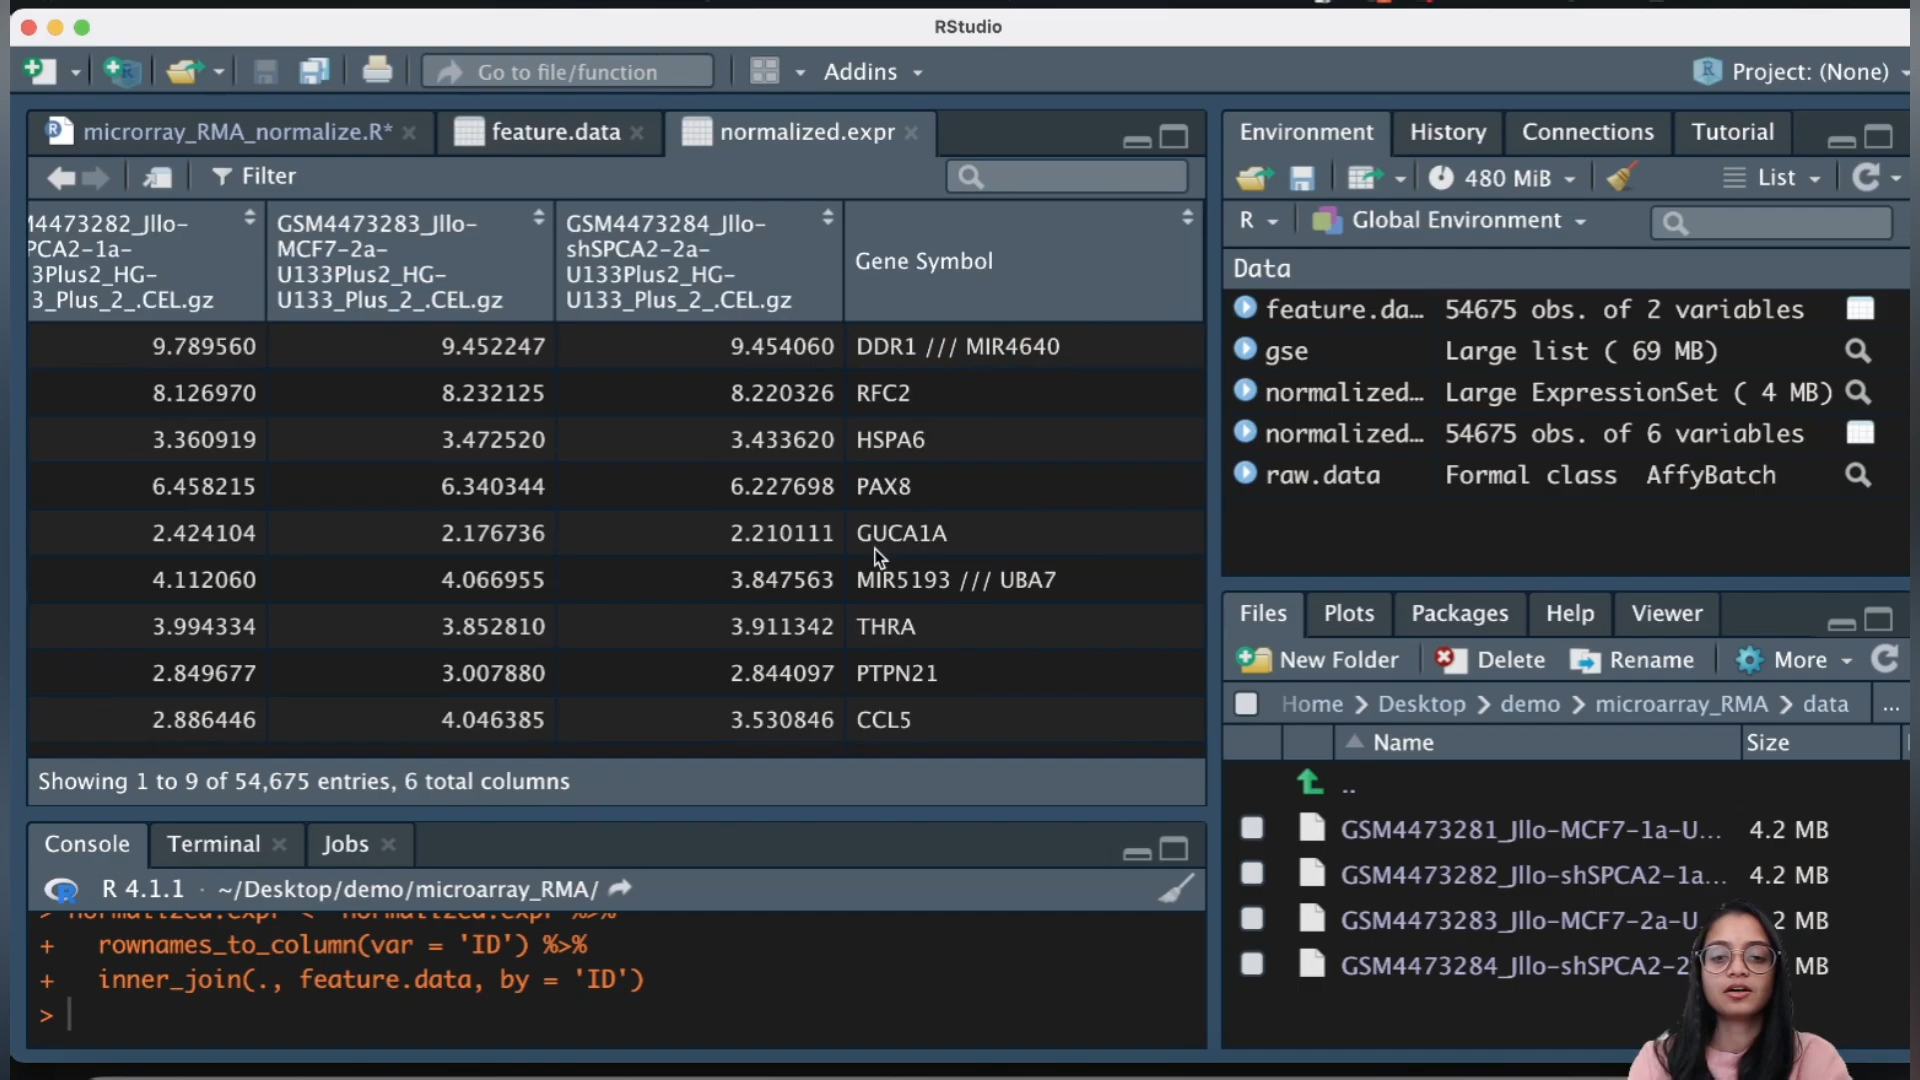 RStudio
Go to file/function
Addins
Project: (None)
microrray_RMA_normalize.R*
feature.data
normalized.expr
Filter
M4473282_Jllo-
PCA2-1a-
3Plus2_HG-
3_Plus_2_.CEL.gz
GSM4473283_Jllo-
MCF7-2a-
U133Plus2_HG-
U133_Plus_2_.CEL.gz
GSM4473284_Jllo-
shSPCA2-2a-
U133Plus2_HG-
U133_Plus_2_.CEL.gz
Gene Symbol
9.789560 9.452247 9.454060 DDR1 /// MIR4640
8.126970 8.232125 8.220326 RFC2
3.360919 3.472520 3.433620 HSPA6
6.458215 6.340344 6.227698 PAX8
2.424104 2.176736 2.210111 GUCA1A
4.112060 4.066955 3.847563 MIR5193 /// UBA7
3.994334 3.852810 3.911342 THRA
2.849677 3.007880 2.844097 PTPN21
2.886446 4.046385 3.530846 CCL5
Showing 1 to 9 of 54,675 entries, 6 total columns
Console Terminal Jobs
R 4.1.1 · ~/Desktop/demo/microarray_RMA/
+ rownames_to_column(var = 'ID') %>%
+ inner_join(., feature.data, by = 'ID')
>
Environment History Connections Tutorial
480 MiB List
R Global Environment
Data
feature.da… 54675 obs. of 2 variables
gse Large list ( 69 MB)
normalized… Large ExpressionSet ( 4 MB)
normalized… 54675 obs. of 6 variables
raw.data Formal class AffyBatch
Files Plots Packages Help Viewer
New Folder Delete Rename More
Home > Desktop > demo > microarray_RMA > data ...
Name Size
..
GSM4473281_Jllo-MCF7-1a-U... 4.2 MB
GSM4473282_Jllo-shSPCA2-1a... 4.2 MB
GSM4473283_Jllo-MCF7-2a-U 2 MB
GSM4473284_Jllo-shSPCA2-2 MB